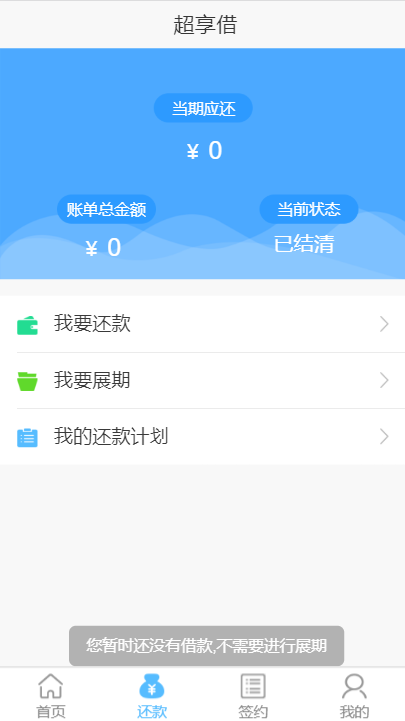 超享借
当期应还
¥ 0
账单总金额
当前状态
¥ 0
已结清
我要还款
我要展期
我的还款计划
您暂时还没有借款,不需要进行展期
首页
还款
签约
我的